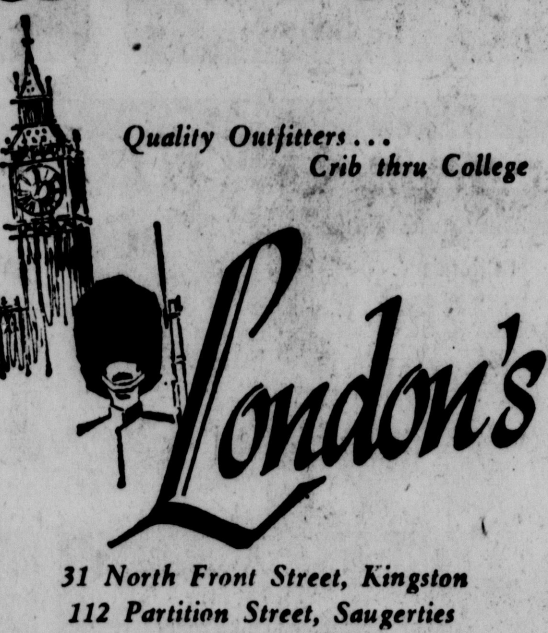 Quality Outfitters...
Crib thru College
London's
31 North Front Street, Kingston
112 Partition Street, Saugerties